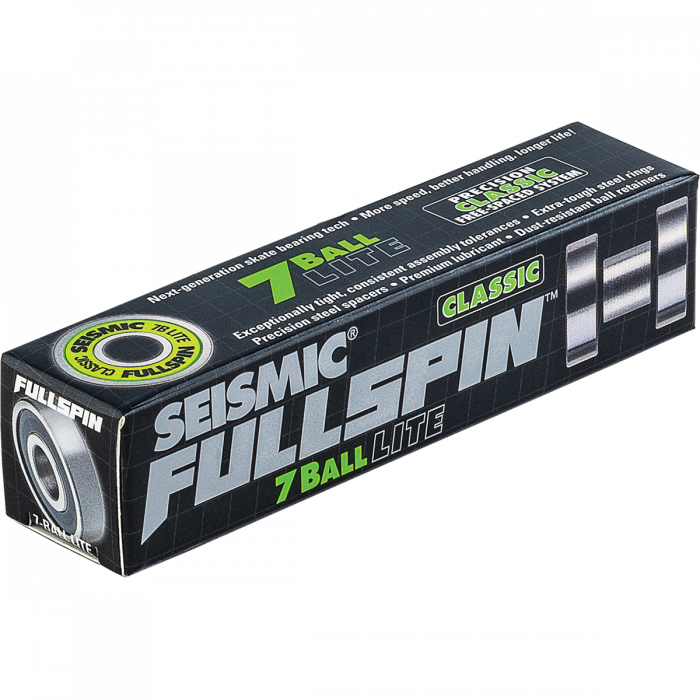 Next-generation skate bearing tech • More speed, better handling, longer life!
7 BALL
LITE
PRECISION
CLASSIC
FREE-SPACED SYSTEM
Exceptionally tight, consistent assembly tolerances • Extra-tough steel rings
Precision steel spacers • Premium lubricant • Dust-resistant ball retainers
SEISMIC 7B LITE
CLASSIC FULLSPIN
SEISMIC®
CLASSIC
FULLSPIN™
7 BALL LITE
FULLSPIN
7-BALL LITE